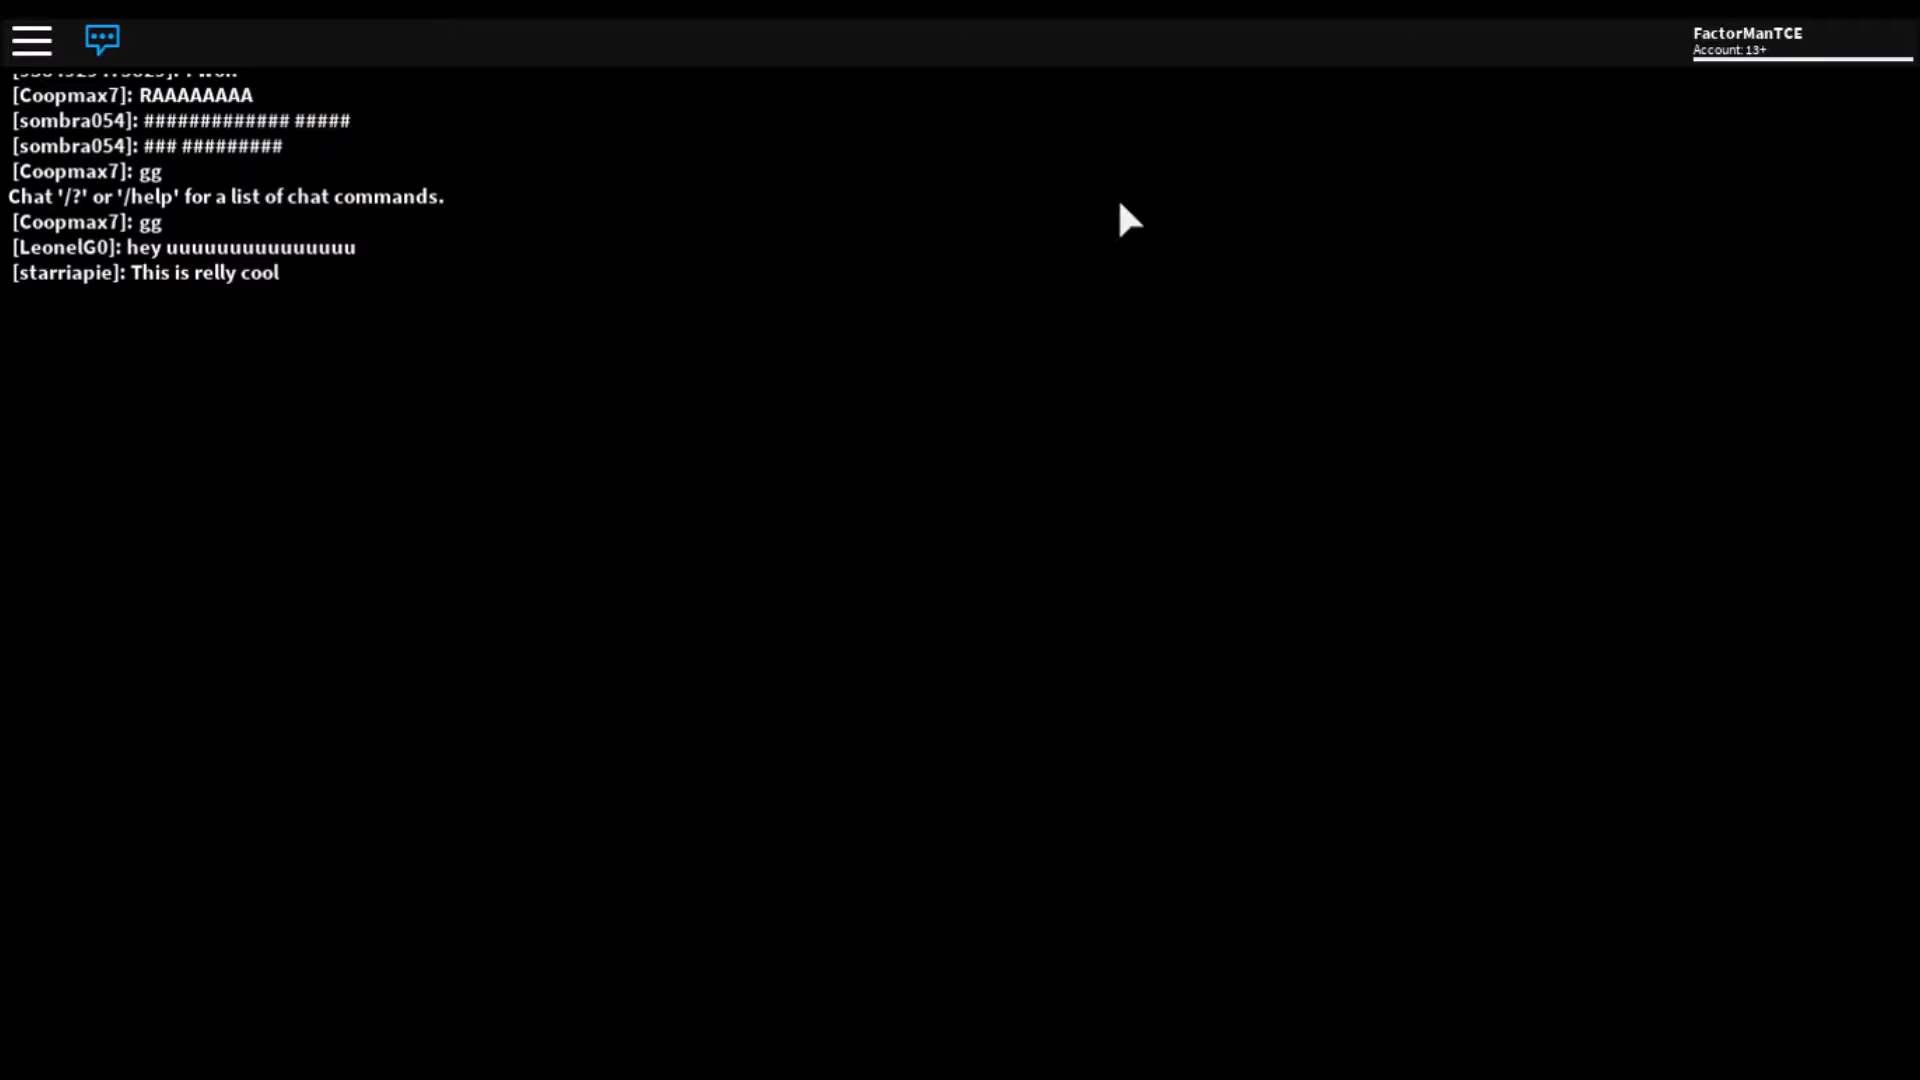 FactorManTCE
Account: 13+
[Coopmax7]: RAAAAAAAA
[sombra054]: ############# #####
[sombra054]: ### #########
[Coopmax7]: gg
Chat '/?' or '/help' for a list of chat commands.
[Coopmax7]: gg
[LeonelG0]: hey uuuuuuuuuuuuuuu
[starriapie]: This is relly cool